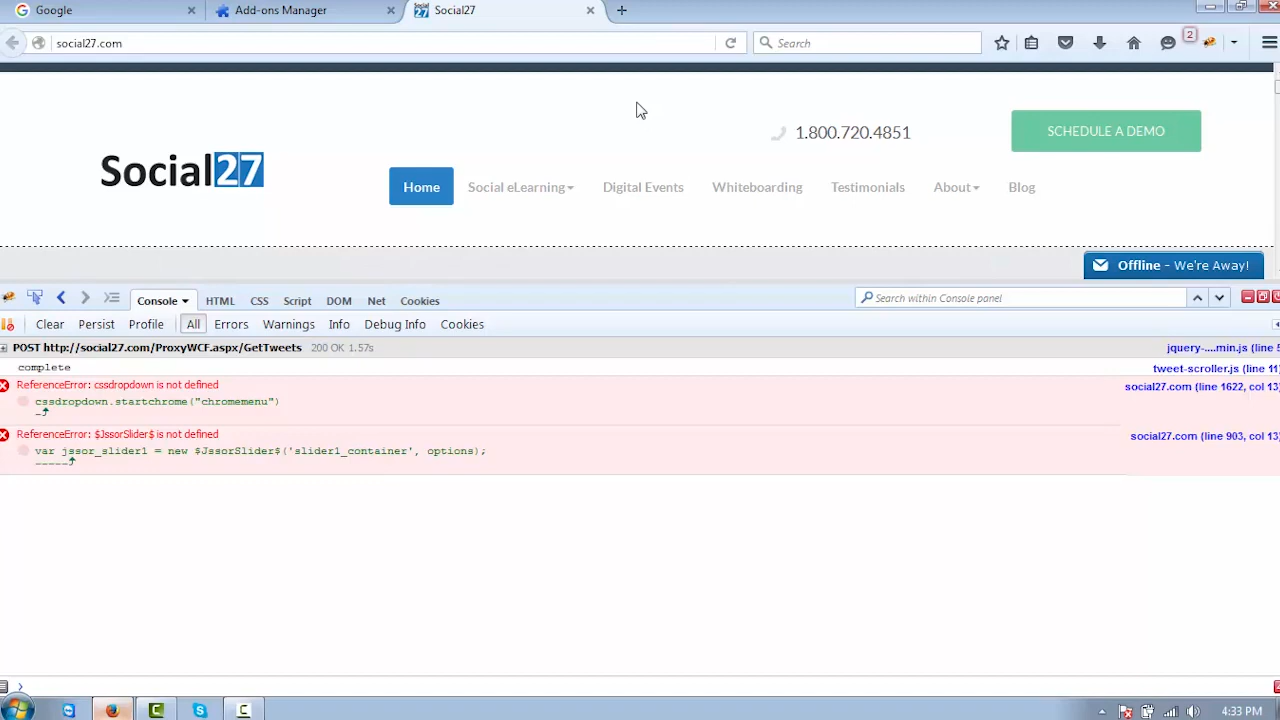 Google
Add-ons Manager
Social27
social27.com
Search
2
1.800.720.4851
SCHEDULE A DEMO
Social27
Home
Social eLearning
Digital Events
Whiteboarding
Testimonials
About
Blog
Offline - We're Away!
Console
HTML
CSS
Script
DOM
Net
Cookies
Search within Console panel
Clear
Persist
Profile
All
Errors
Warnings
Info
Debug Info
Cookies
POST http://social27.com/ProxyWCF.aspx/GetTweets 200 OK 1.57s
jquery-....min.js (line 5
complete
tweet-scroller.js (line 11)
ReferenceError: cssdropdown is not defined
social27.com (line 1622, col 13)
cssdropdown.startchrome("chromemenu")
ReferenceError: $JssorSlider$ is not defined
social27.com (line 903, col 13)
var jssor_slider1 = new $JssorSlider$('slider1_container', options);
4:33 PM